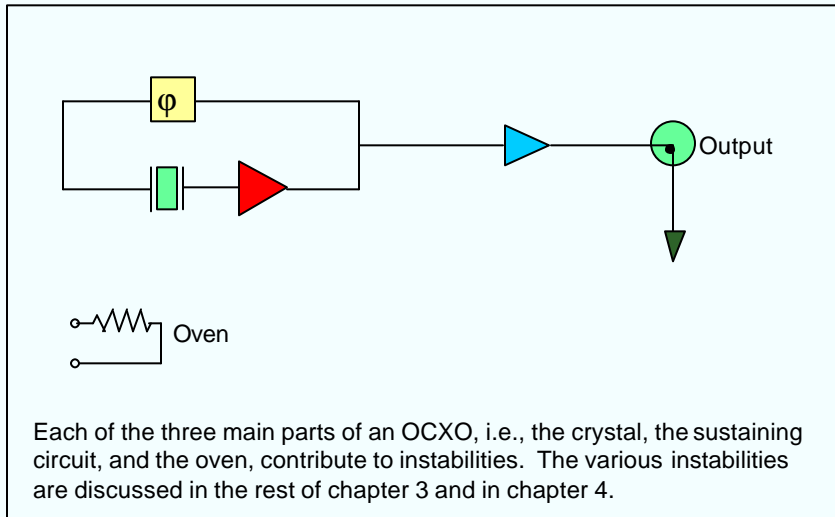 φ
Output
Oven
Each of the three main parts of an OCXO, i.e., the crystal, the sustaining
circuit, and the oven, contribute to instabilities. The various instabilities
are discussed in the rest of chapter 3 and in chapter 4.